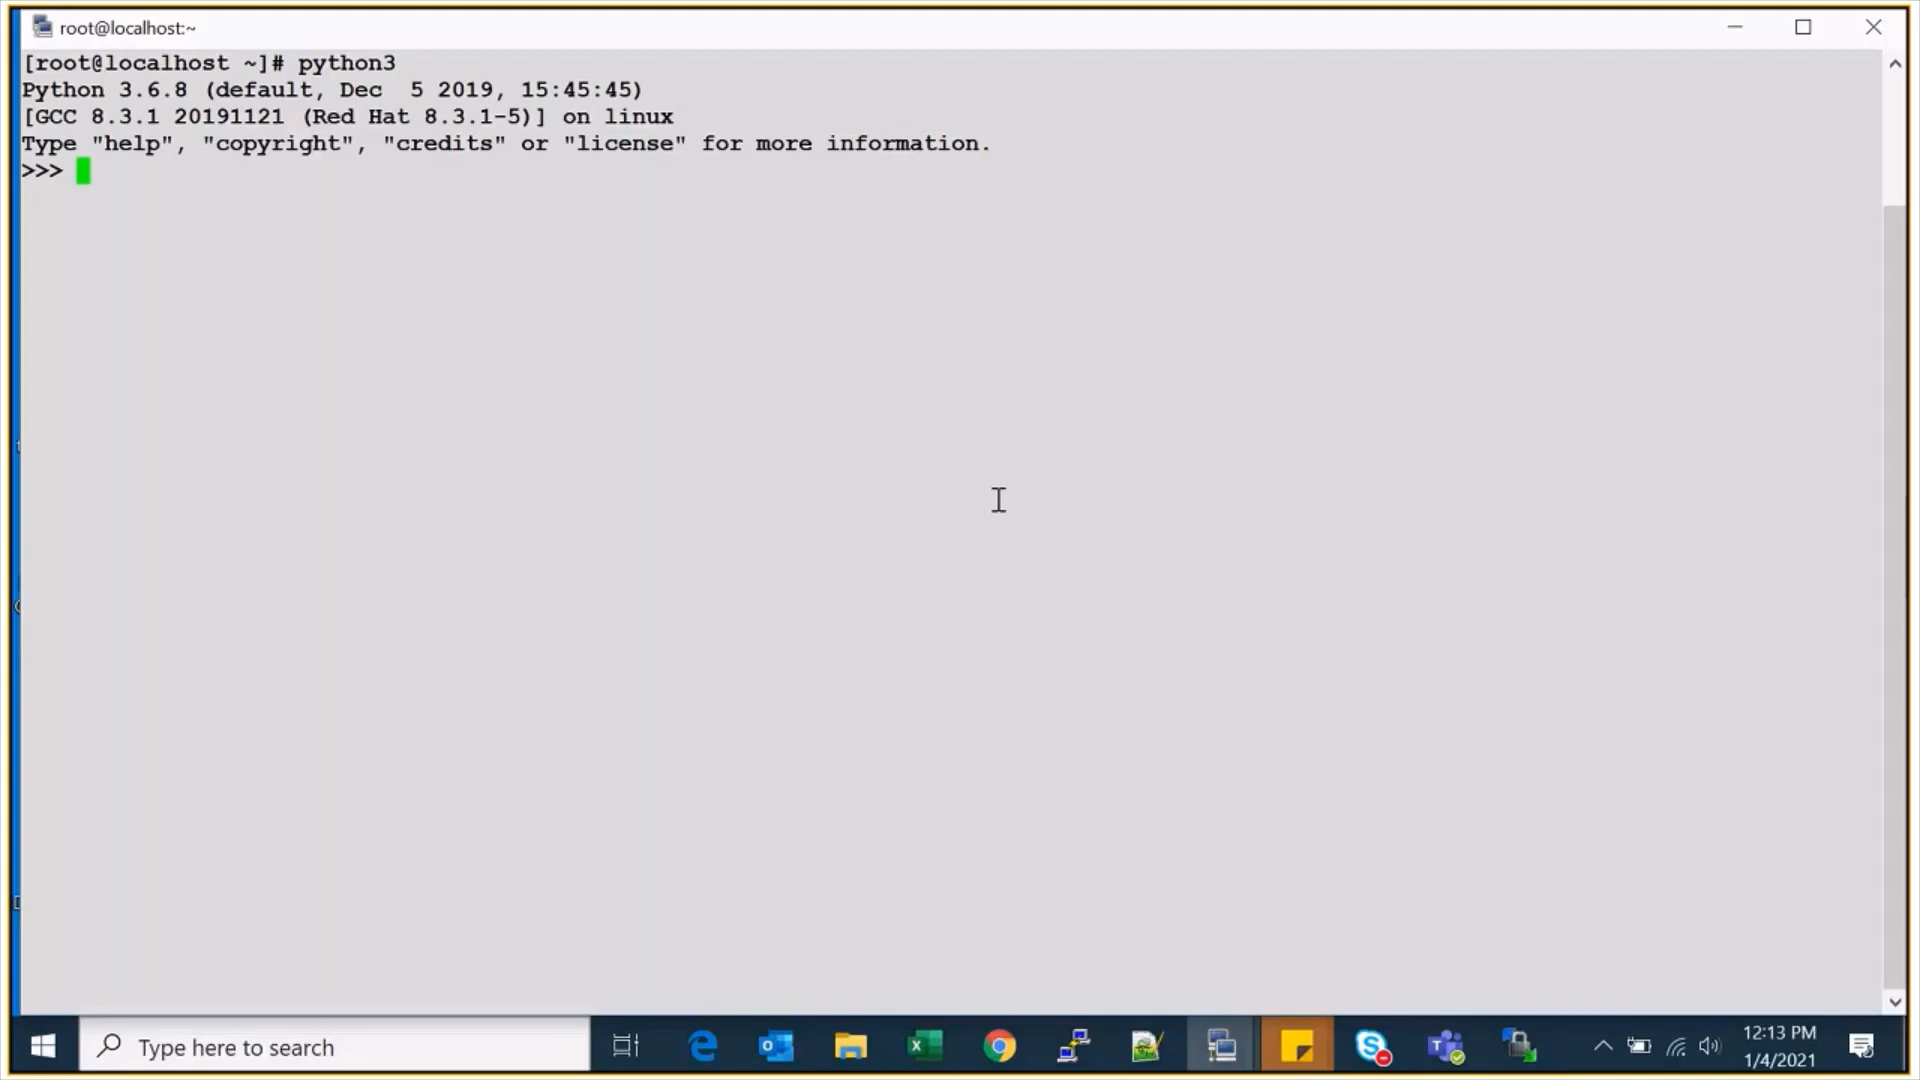 root@localhost:~
[root@localhost ~]# python3
Python 3.6.8 (default, Dec  5 2019, 15:45:45)
[GCC 8.3.1 20191121 (Red Hat 8.3.1-5)] on linux
Type "help", "copyright", "credits" or "license" for more information.
>>>
Type here to search
12:13 PM
1/4/2021